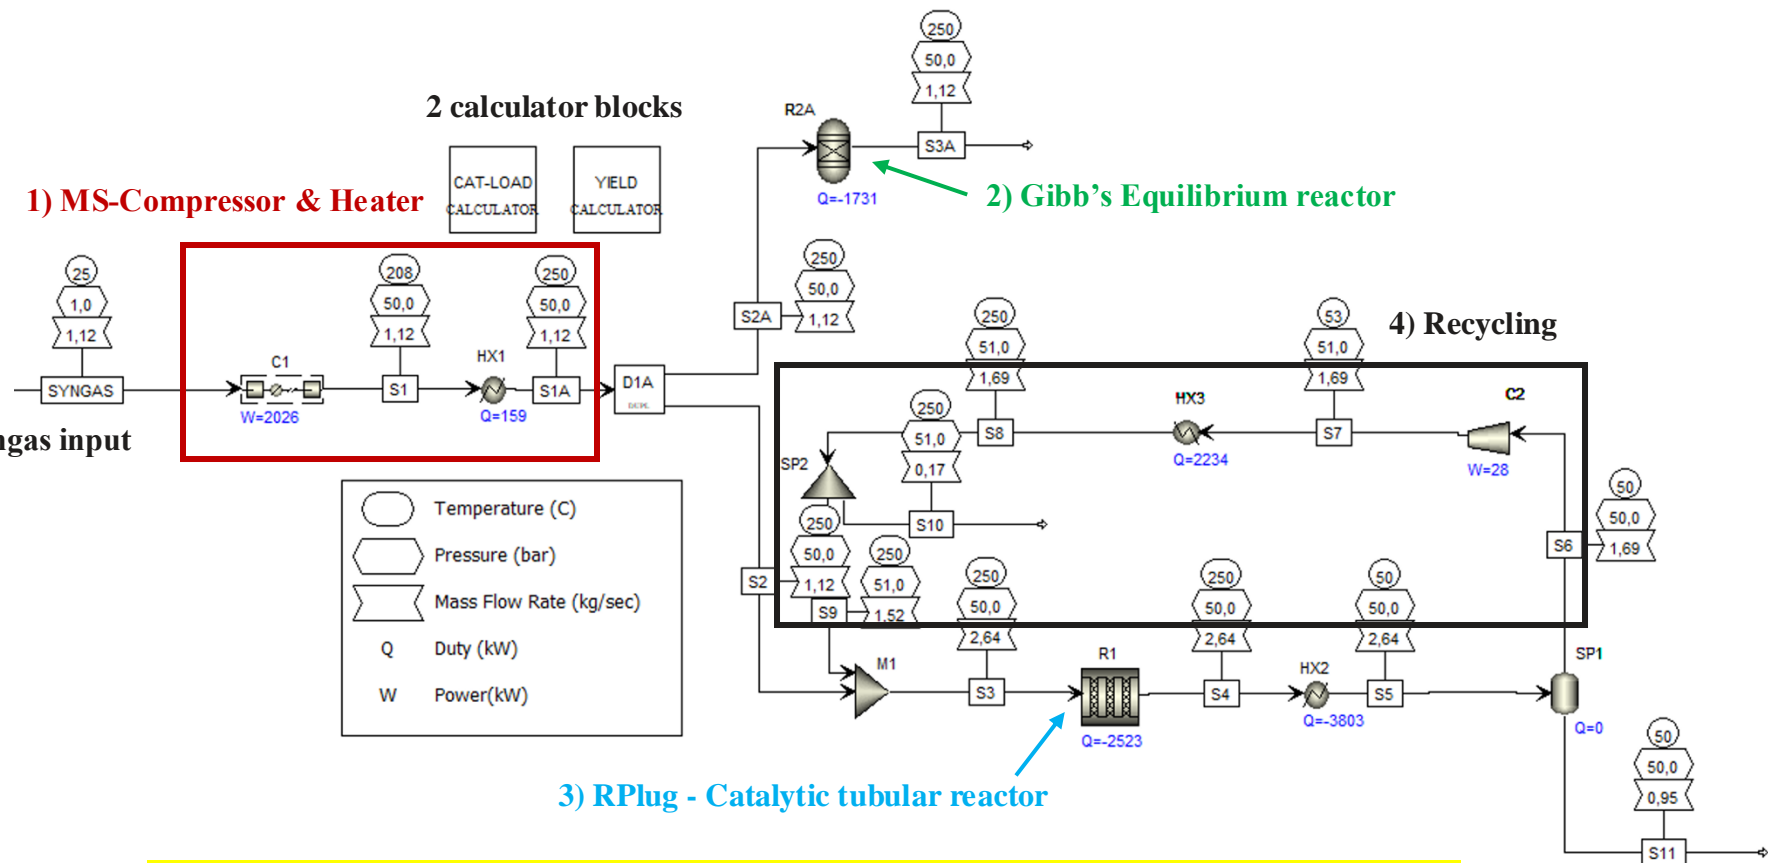 250
50,0
1,12
2 calculator blocks
R2A
S3A
CAT-LOAD
CALCULATOR
YIELD
CALCULATOR
Q=-1731
1) MS-Compressor & Heater
2) Gibb's Equilibrium reactor
25
1,0
1,12
208
50,0
1,12
250
50,0
1,12
250
50,0
1,12
S2A
C1
HX1
SYNGAS
S1
S1A
D1A
DUPL
W=2026
Q=159
ngas input
4) Recycling
250
51,0
1,69
53
51,0
1,69
HX3
C2
S8
S7
Q=2234
W=28
250
51,0
0,17
SP2
S10
50
50,0
1,69
S6
Temperature (C)
Pressure (bar)
Mass Flow Rate (kg/sec)
Q Duty (kW)
W Power(kW)
250
50,0
1,12
S2
250
51,0
1,52
S9
250
50,0
2,64
250
50,0
2,64
50
50,0
2,64
M1
S3
R1
S4
HX2
S5
SP1
Q=-2523
Q=-3803
Q=0
3) RPlug - Catalytic tubular reactor
50
50,0
0,95
S11